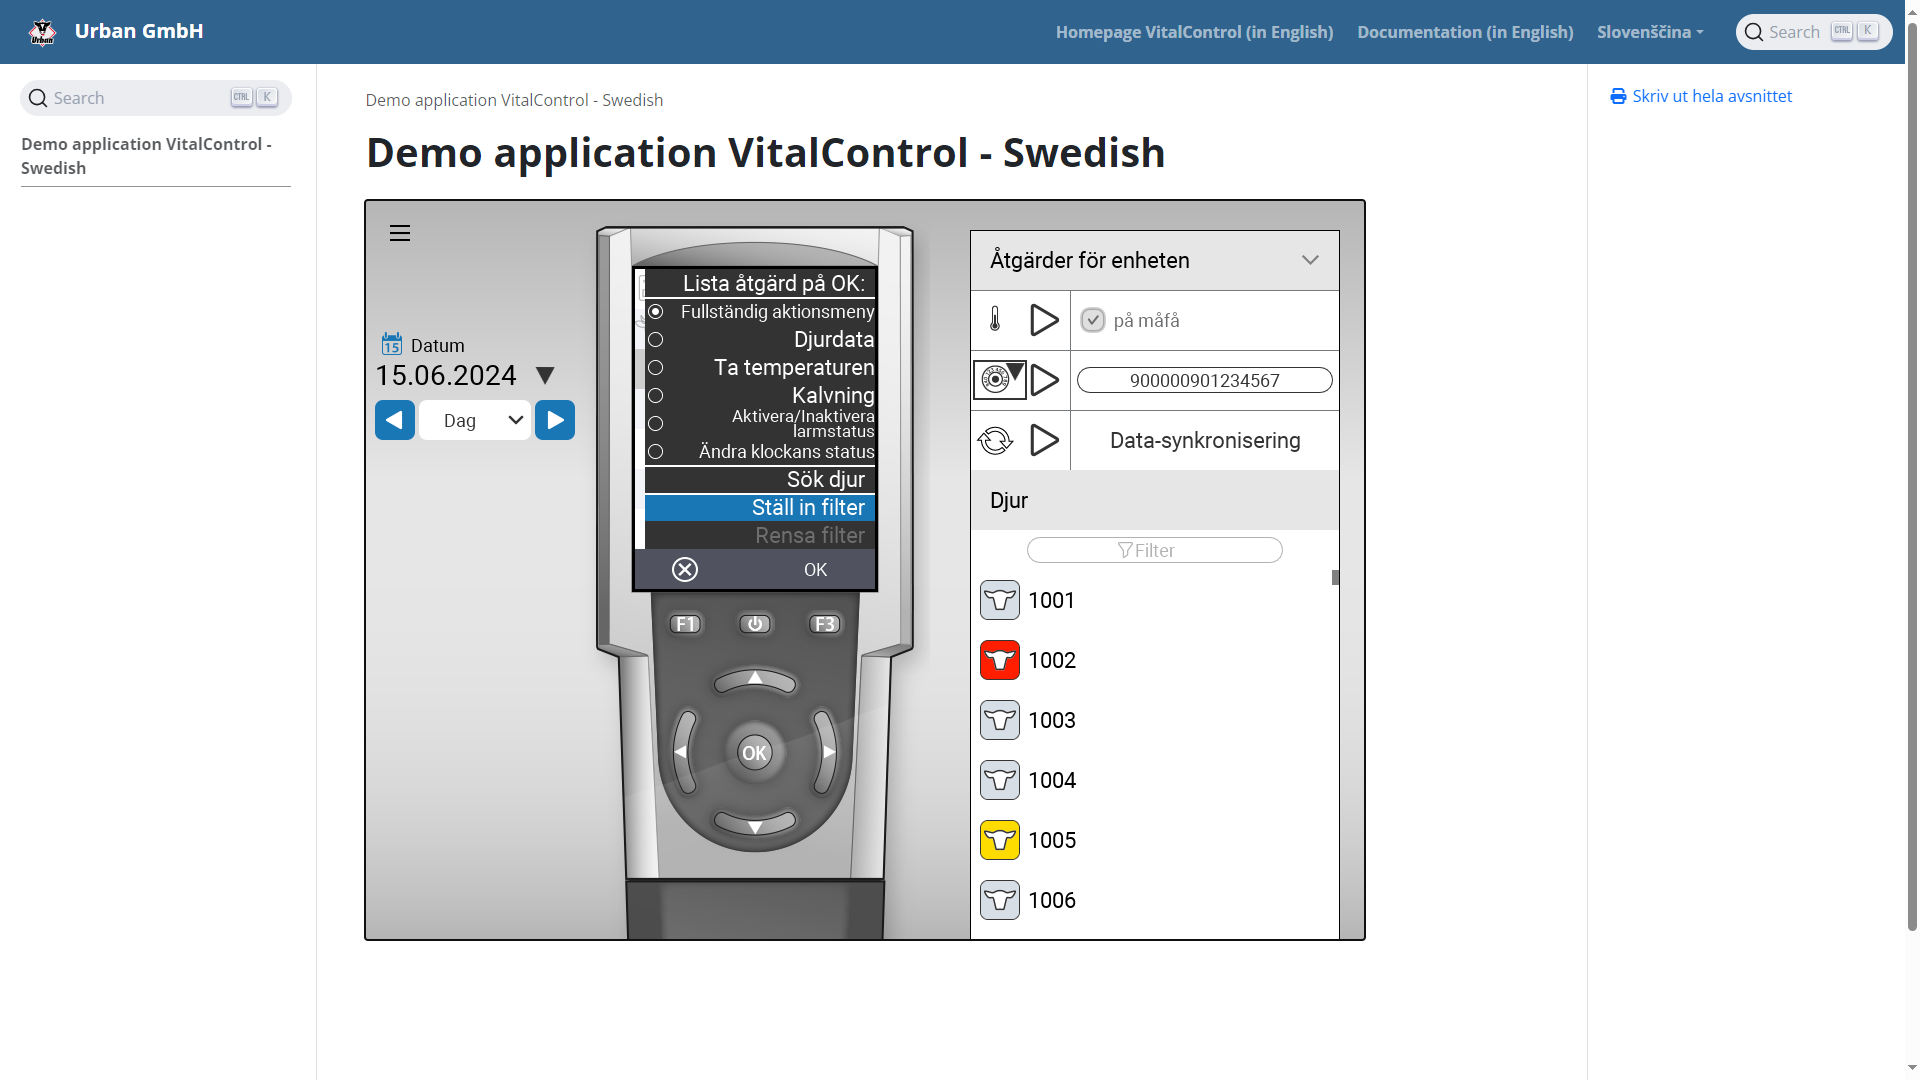 Urban GmbH
Homepage VitalControl (in English)
Documentation (in English)
Slovenščina
Search
CTRL
K
Search
CTRL
K
Demo application VitalControl -
Swedish
Demo application VitalControl - Swedish
Demo application VitalControl - Swedish
Skriv ut hela avsnittet
15
Datum
15.06.2024
Dag
Lista åtgärd på OK:
Fullständig aktionsmeny
Djurdata
Ta temperaturen
Kalvning
Aktivera/Inaktivera
larmstatus
Ändra klockans status
Sök djur
Ställ in filter
Rensa filter
OK
F1
F3
OK
Åtgärder för enheten
på måfå
900000901234567
Data-synkronisering
Djur
Filter
1001
1002
1003
1004
1005
1006